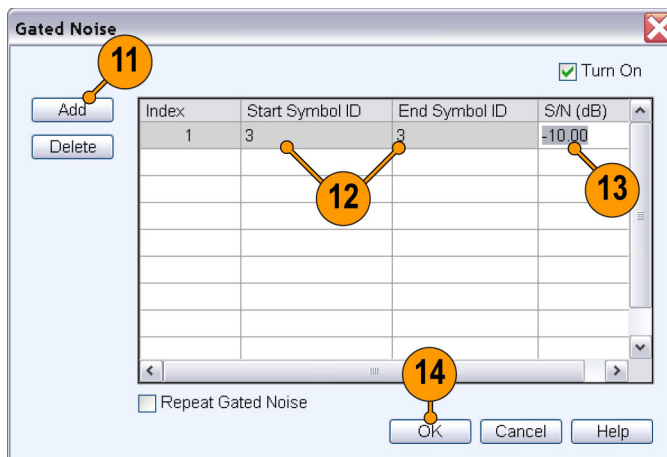 Gated Noise
11
Turn On
Add
Delete
Index Start Symbol ID End Symbol ID S/N (dB)
1 3 3 -10.00
12
13
Repeat Gated Noise
14
OK Cancel Help